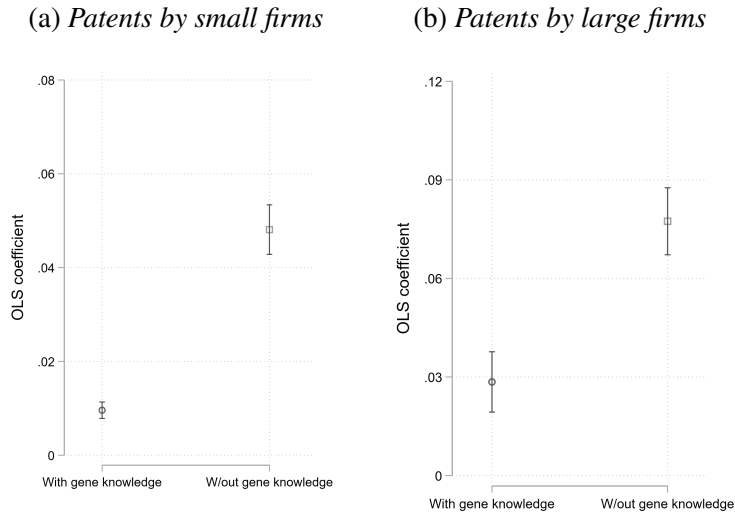 (a) Patents by small firms
(b) Patents by large firms
.08
.06
.04
.02
0
OLS coefficient
With gene knowledge
W/out gene knowledge
.12
.09
.06
.03
0
OLS coefficient
With gene knowledge
W/out gene knowledge